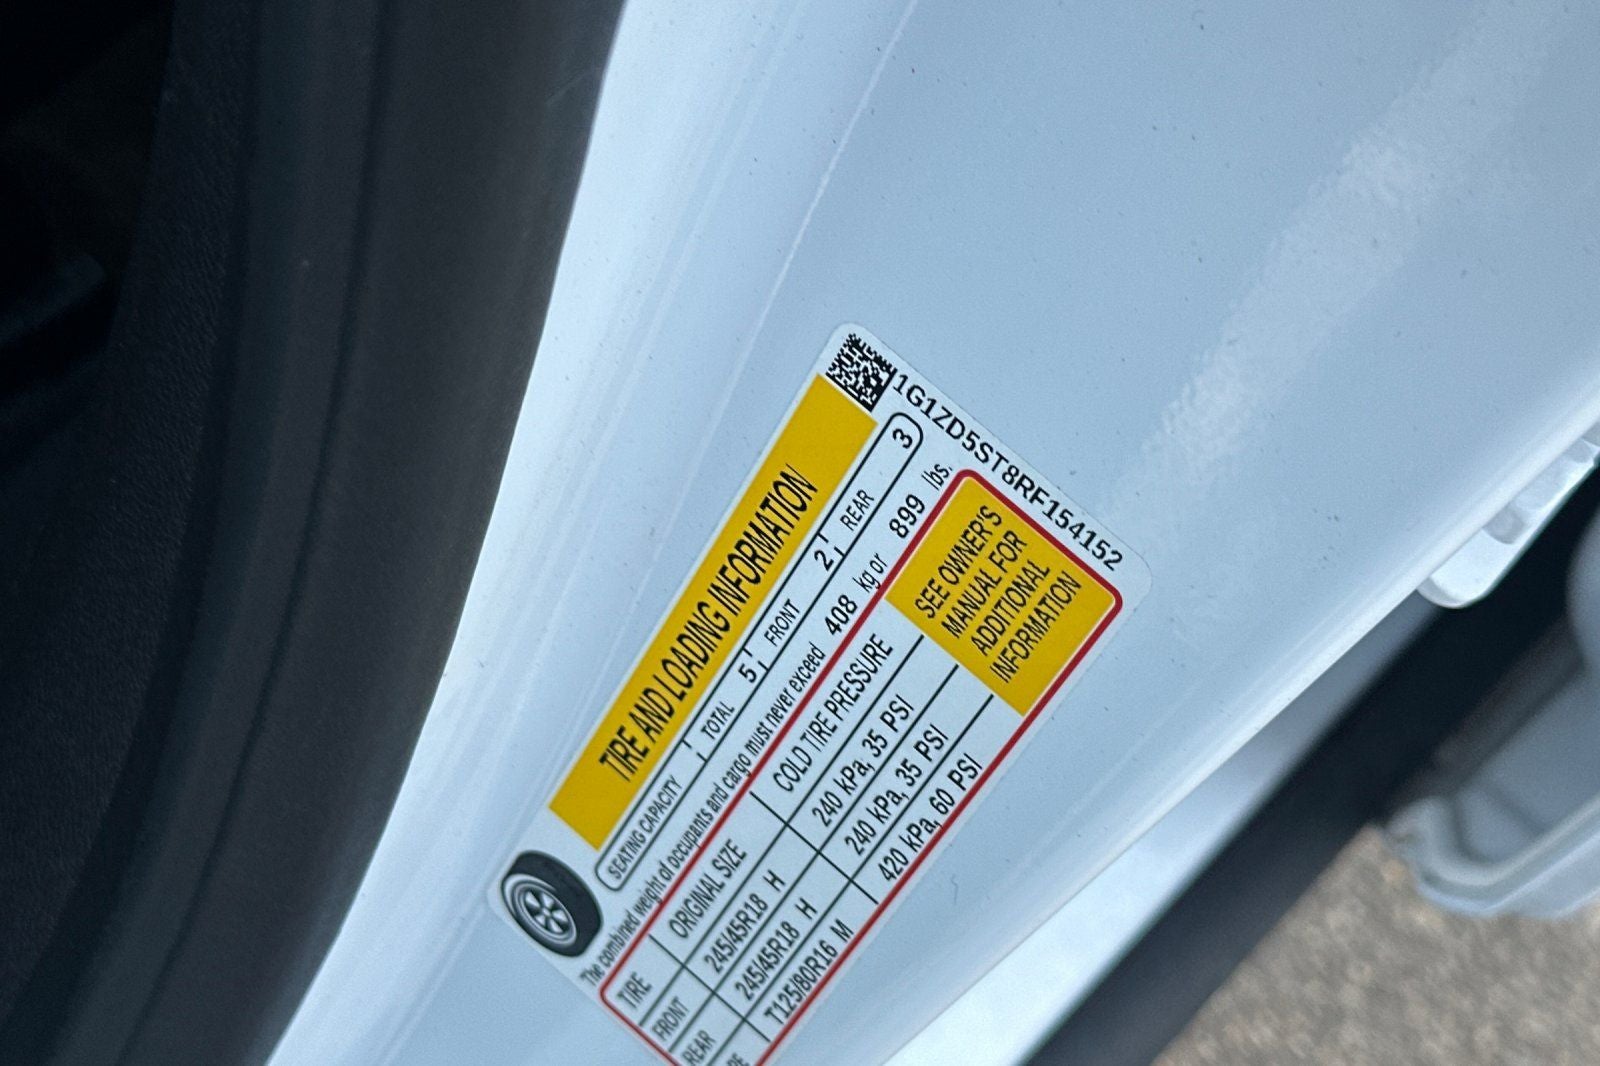 TIRE AND LOADING INFORMATION
SEATING CAPACITY TOTAL 5 FRONT 2 REAR 3
The combined weight of occupants and cargo must never exceed 408 kg or 899 lbs.
TIRE ORIGINAL SIZE COLD TIRE PRESSURE
FRONT 245/45R18 H 240 kPa, 35 PSI
REAR 245/45R18 H 240 kPa, 35 PSI
T125/80R16 M 420 kPa, 60 PSI
SEE OWNER'S
MANUAL FOR
ADDITIONAL
INFORMATION
1G1ZD5ST8RF154152